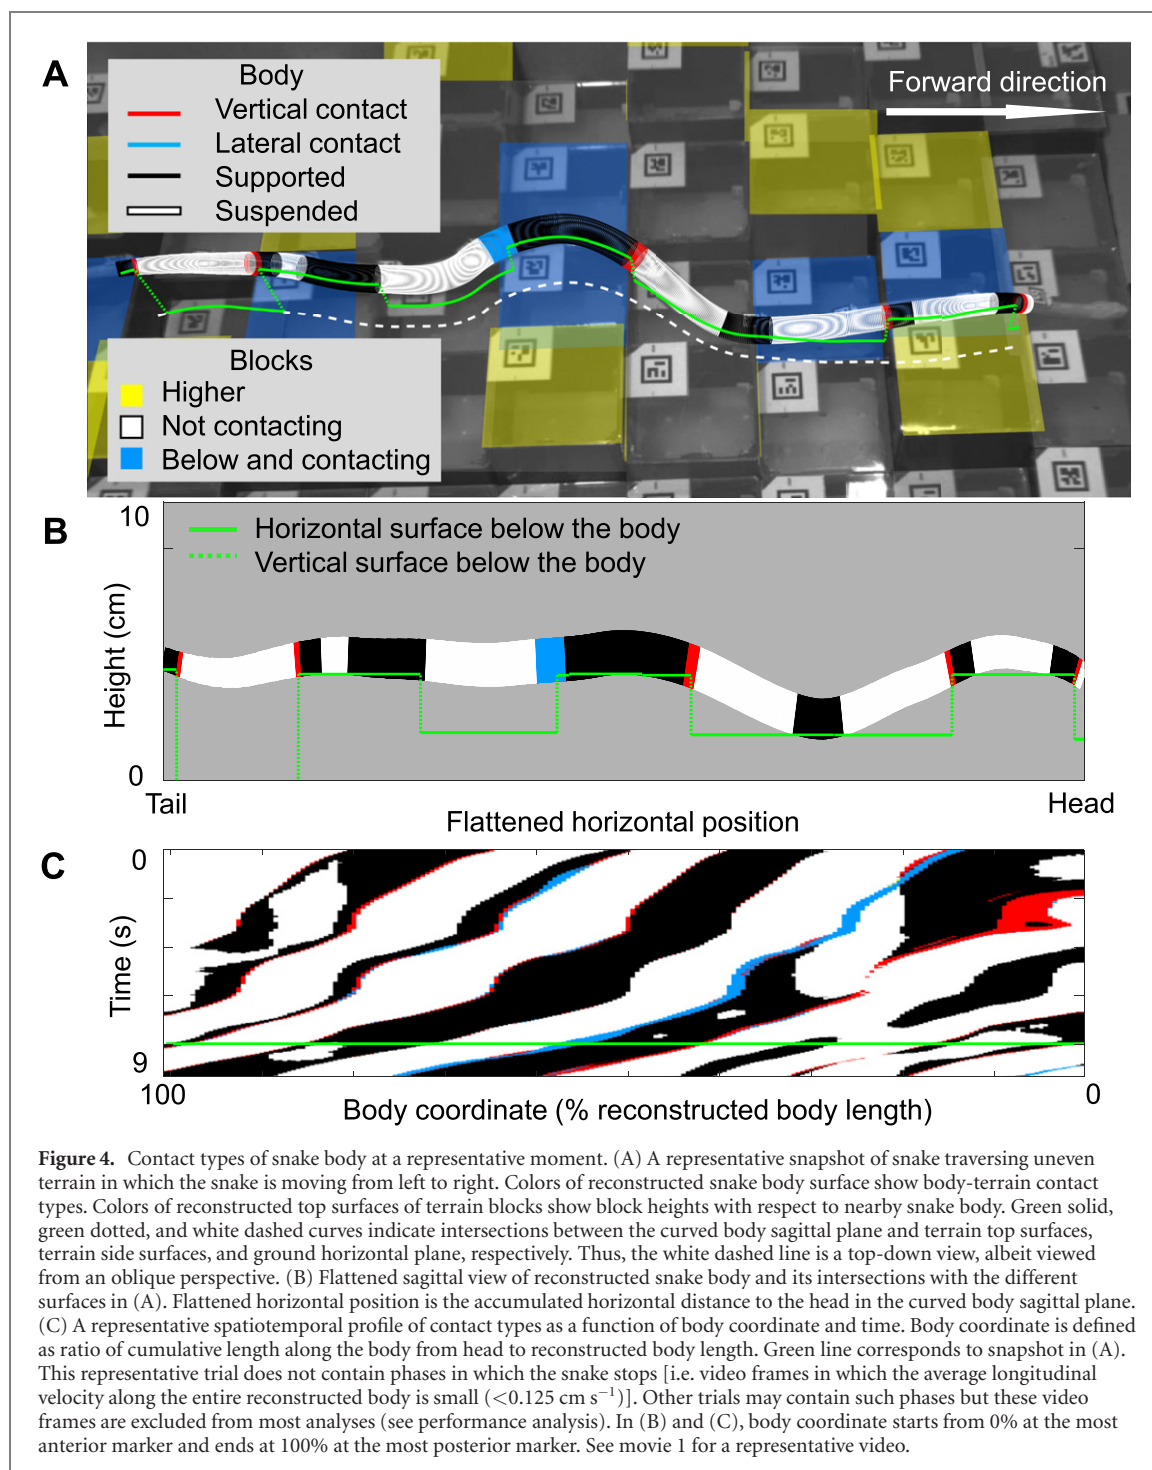 A
Body
Vertical contact
Lateral contact
Supported
Suspended
Forward direction
Blocks
Higher
Not contacting
Below and contacting
B
10
Horizontal surface below the body
Vertical surface below the body
Height (cm)
0
Tail
Head
Flattened horizontal position
C
0
Time (s)
9
100
0
Body coordinate (% reconstructed body length)
Figure 4. Contact types of snake body at a representative moment. (A) A representative snapshot of snake traversing uneven
terrain in which the snake is moving from left to right. Colors of reconstructed snake body surface show body-terrain contact
types. Colors of reconstructed top surfaces of terrain blocks show block heights with respect to nearby snake body. Green solid,
green dotted, and white dashed curves indicate intersections between the curved body sagittal plane and terrain top surfaces,
terrain side surfaces, and ground horizontal plane, respectively. Thus, the white dashed line is a top-down view, albeit viewed
from an oblique perspective. (B) Flattened sagittal view of reconstructed snake body and its intersections with the different
surfaces in (A). Flattened horizontal position is the accumulated horizontal distance to the head in the curved body sagittal plane.
(C) A representative spatiotemporal profile of contact types as a function of body coordinate and time. Body coordinate is defined
as ratio of cumulative length along the body from head to reconstructed body length. Green line corresponds to snapshot in (A).
This representative trial does not contain phases in which the snake stops [i.e. video frames in which the average longitudinal
velocity along the entire reconstructed body is small (<0.125 cm s⁻¹)]. Other trials may contain such phases but these video
frames are excluded from most analyses (see performance analysis). In (B) and (C), body coordinate starts from 0% at the most
anterior marker and ends at 100% at the most posterior marker. See movie 1 for a representative video.